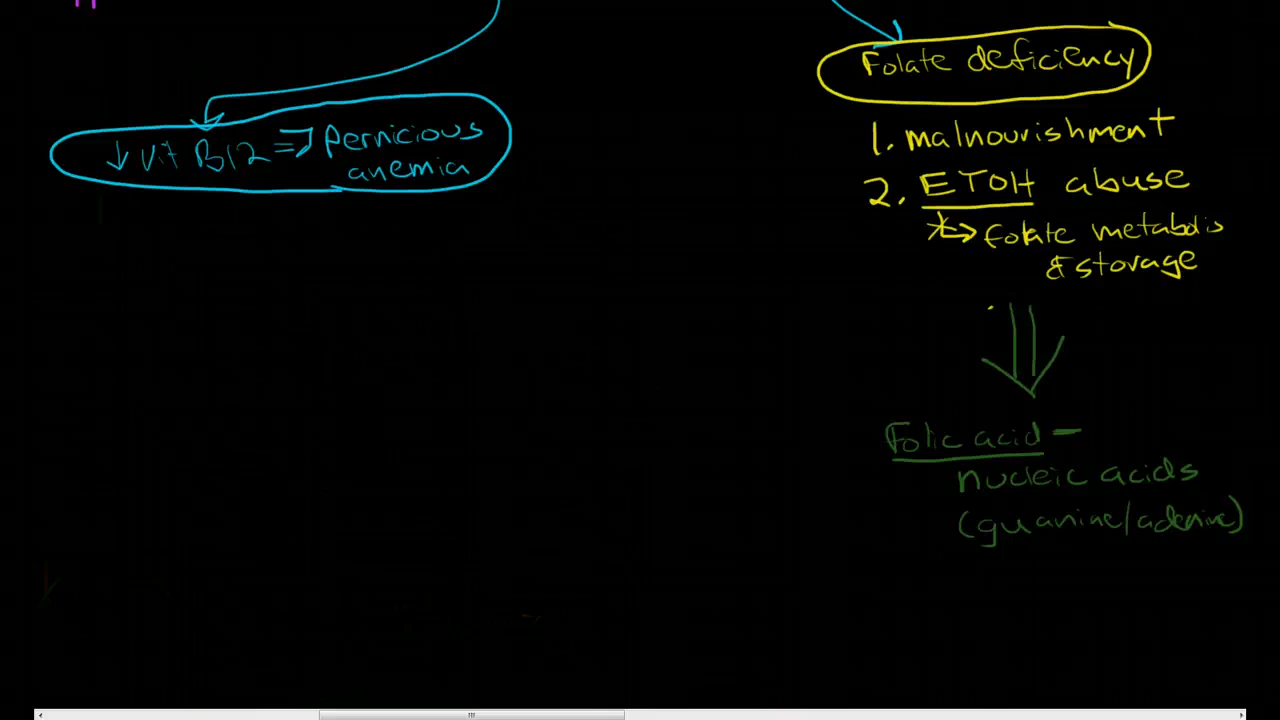 Folate deficiency
↓ Vit B12 => pernicious
anemia
1. malnourishment
2. ETOH abuse
*→ folate metabolis
& storage
Folic acid -
nucleic acids
(guanine/adenine)